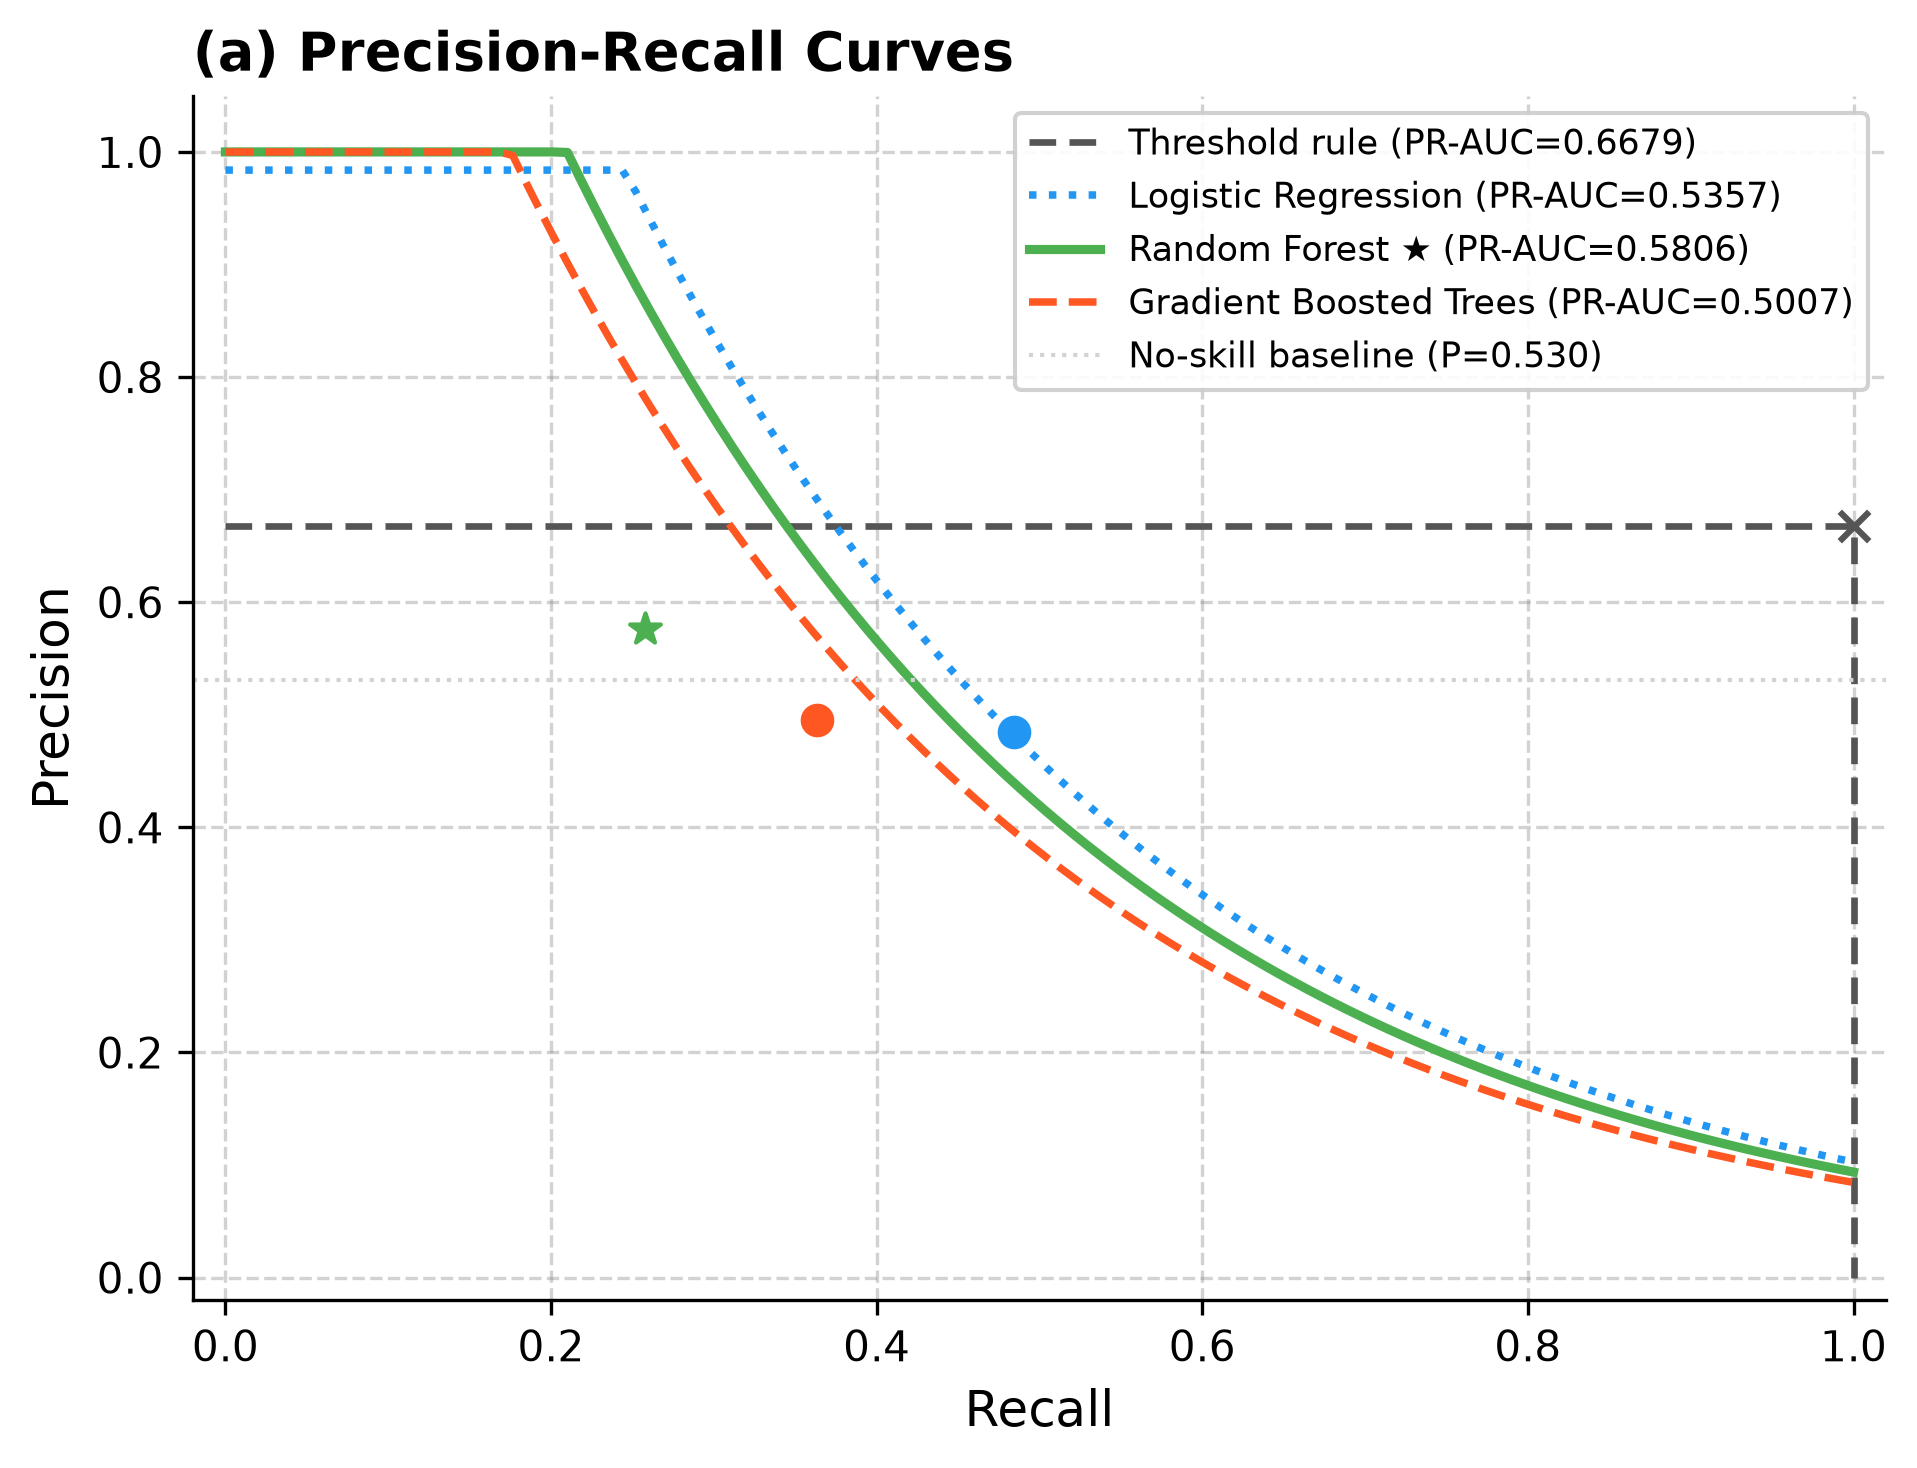 (a) Precision-Recall Curves
Threshold rule (PR-AUC=0.6679)
Logistic Regression (PR-AUC=0.5357)
Random Forest ★ (PR-AUC=0.5806)
Gradient Boosted Trees (PR-AUC=0.5007)
No-skill baseline (P=0.530)
Precision
1.0
0.8
0.6
0.4
0.2
0.0
0.0 0.2 0.4 0.6 0.8 1.0
Recall